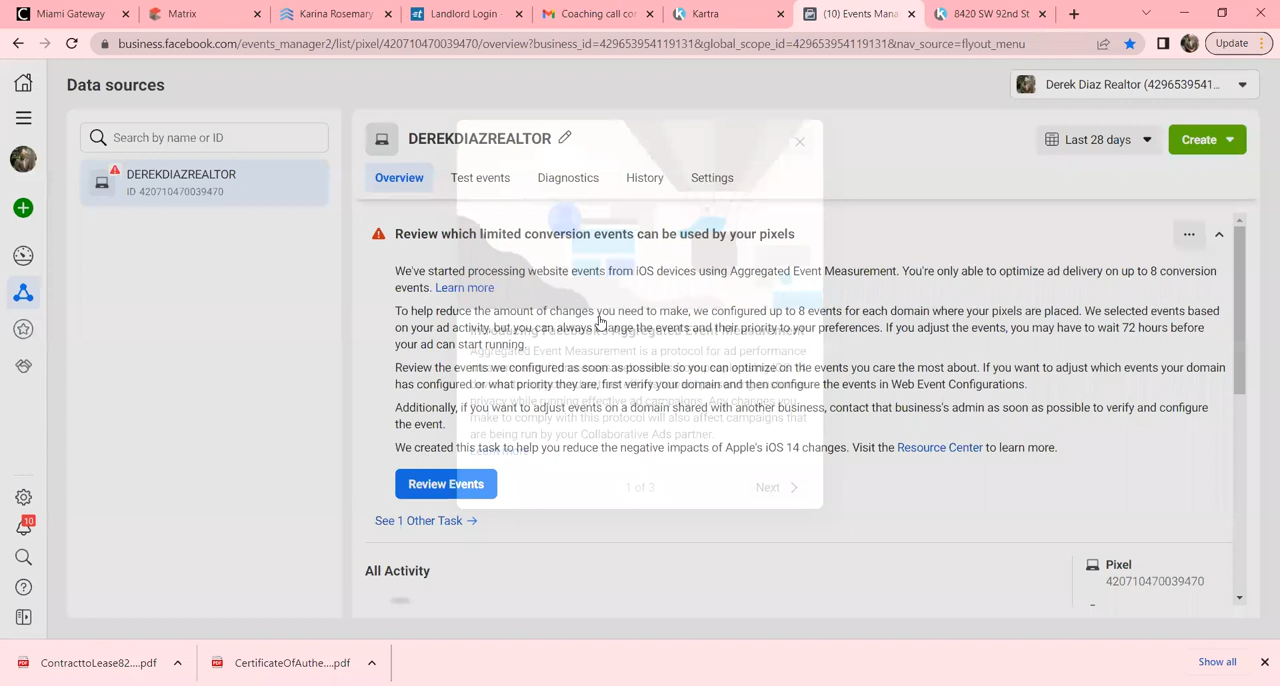 Miami Gateway
Matrix
Karina Rosemary
Landlord Login -
Coaching call co
Kartra
(10) Events Mana
8420 SW 92nd St
business.facebook.com/events_manager2/list/pixel/420710470039470/overview?business_id=429653954119131&global_scope_id=429653954119131&nav_source=flyout_menu
Update
Data sources
Derek Diaz Realtor (4296539541...
Search by name or ID
DEREKDIAZREALTOR
ID 420710470039470
DEREKDIAZREALTOR
Last 28 days
Create
Overview
Test events
Diagnostics
History
Settings
Review which limited conversion events can be used by your pixels
We've started processing website events from iOS devices using Aggregated Event Measurement. You're only able to optimize ad delivery on up to 8 conversion
events. Learn more
To help reduce the amount of changes you need to make, we configured up to 8 events for each domain where your pixels are placed. We selected events based
on your ad activity, but you can always change the events and their priority to your preferences. If you adjust the events, you may have to wait 72 hours before
your ad can start running.
Review the events we configured as soon as possible so you can optimize on the events you care the most about. If you want to adjust which events your domain
has configured or what priority they are, first verify your domain and then configure the events in Web Event Configurations.
Additionally, if you want to adjust events on a domain shared with another business, contact that business's admin as soon as possible to verify and configure
the event.
We created this task to help you reduce the negative impacts of Apple's iOS 14 changes. Visit the Resource Center to learn more.
Review Events
See 1 Other Task →
Aggregated Event Measurement
Aggregated Event Measurement is a protocol for ad performance
privacy while running effective ad campaigns. Any changes you
make to comply with this protocol will also affect campaigns that
are being run by your Collaborative Ads partner.
Learn more
1 of 3
Next
All Activity
Pixel
420710470039470
10
ContracttoLease82....pdf
CertificateOfAuthe....pdf
Show all